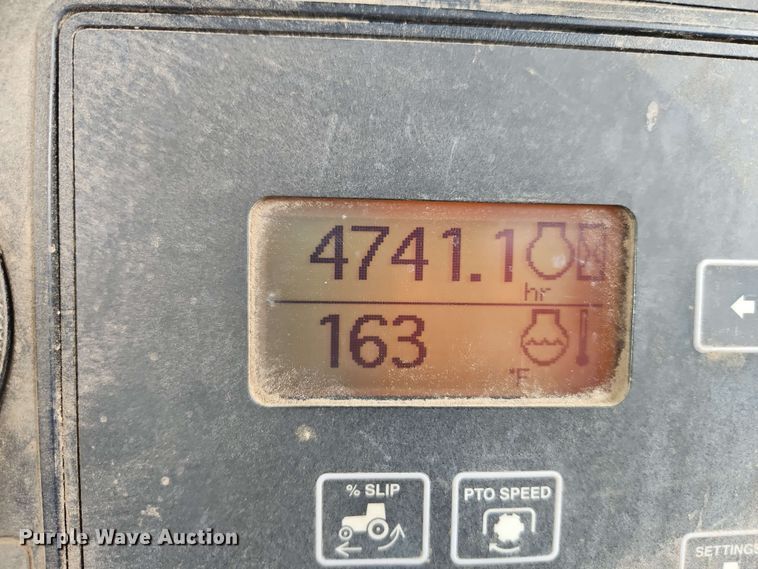 4741.1
hr
163
°F
% SLIP
PTO SPEED
SETTINGS
Purple Wave Auction